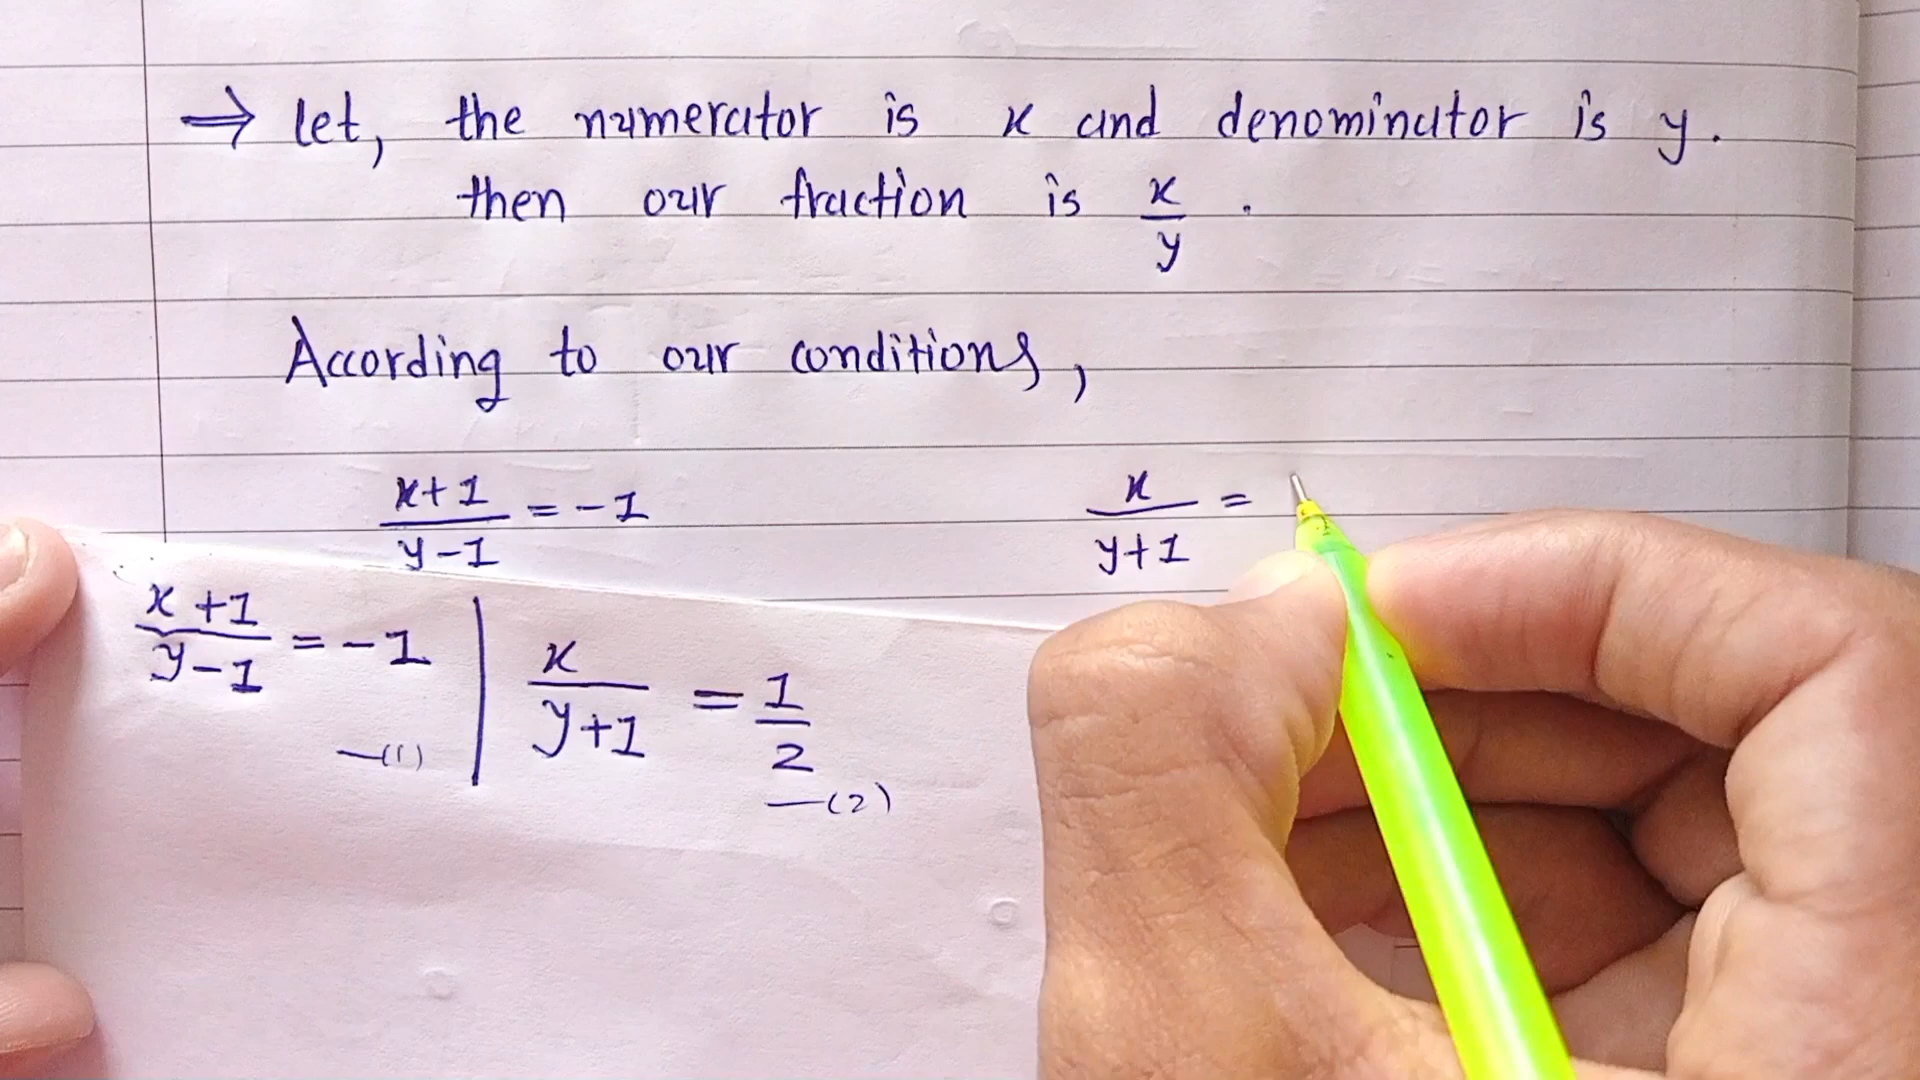 ⇒ let, the numerator is x and denominator is y.
then our fraction is x/y .
According to our conditions,
(x+1)/(y-1) = -1    x/(y+1) =
(x+1)/(y-1) = -1 | x/(y+1) = 1/2
—(1)    —(2)